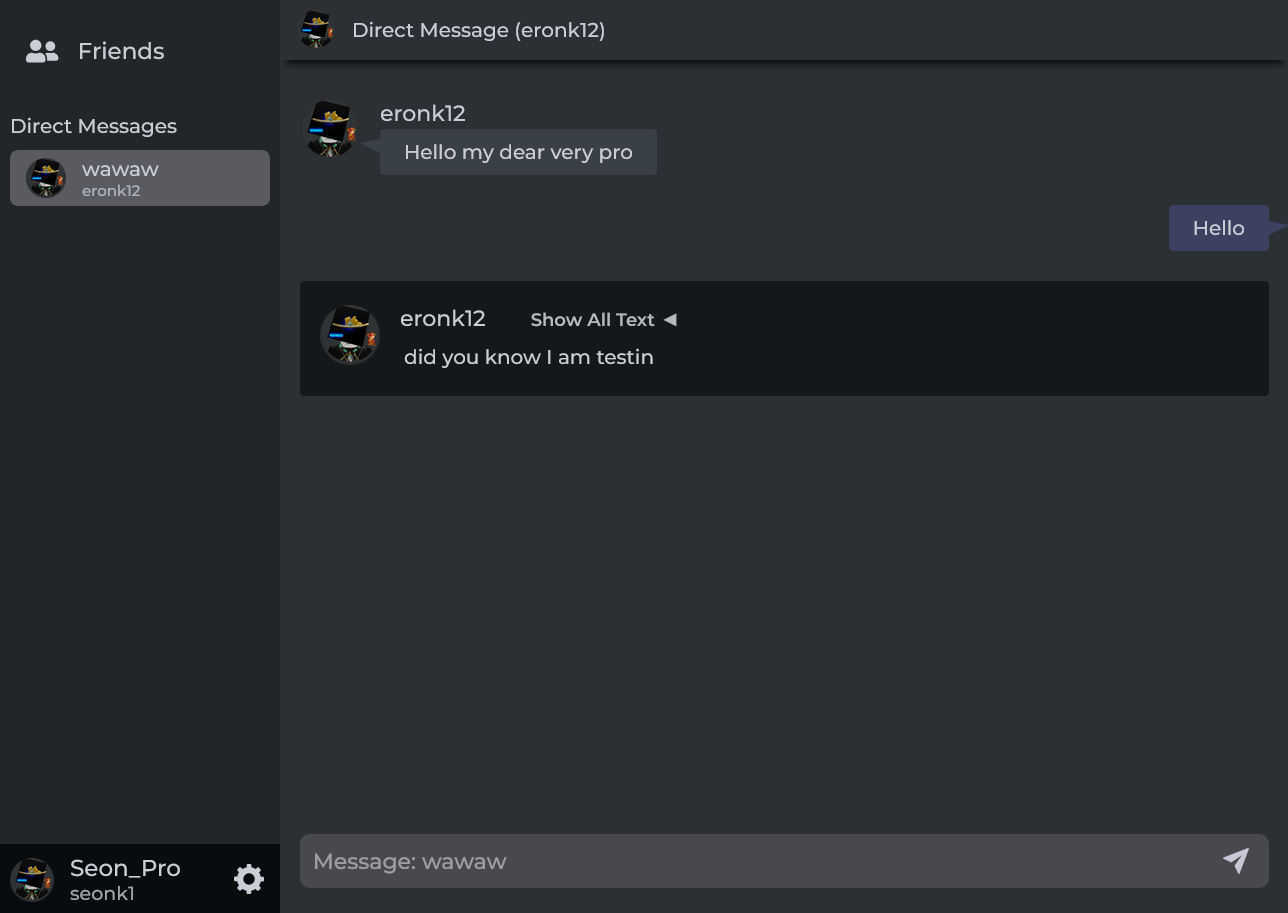 Friends
Direct Messages
wawaw
eronk12
Seon_Pro
seonk1
Direct Message (eronk12)
eronk12
Hello my dear very pro
Hello
eronk12 Show All Text ◀
did you know I am testin
Message: wawaw